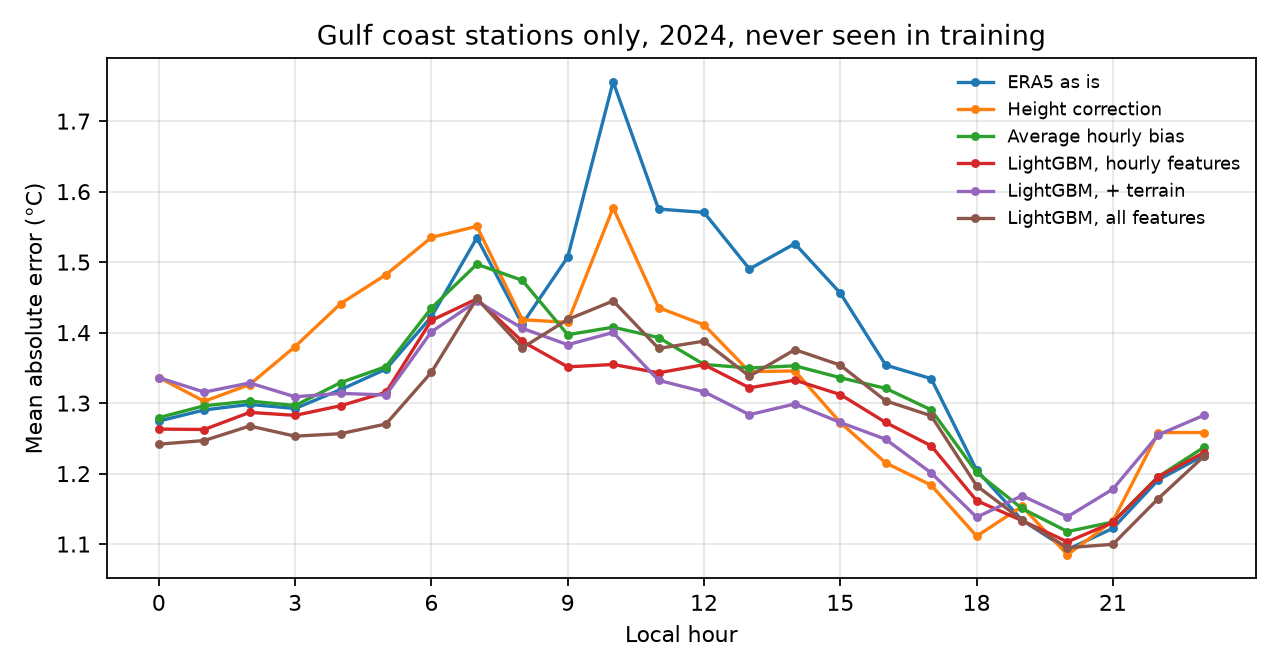 Gulf coast stations only, 2024, never seen in training
ERA5 as is
Height correction
Average hourly bias
LightGBM, hourly features
LightGBM, + terrain
LightGBM, all features
Mean absolute error (°C)
1.7
1.6
1.5
1.4
1.3
1.2
1.1
0 3 6 9 12 15 18 21
Local hour